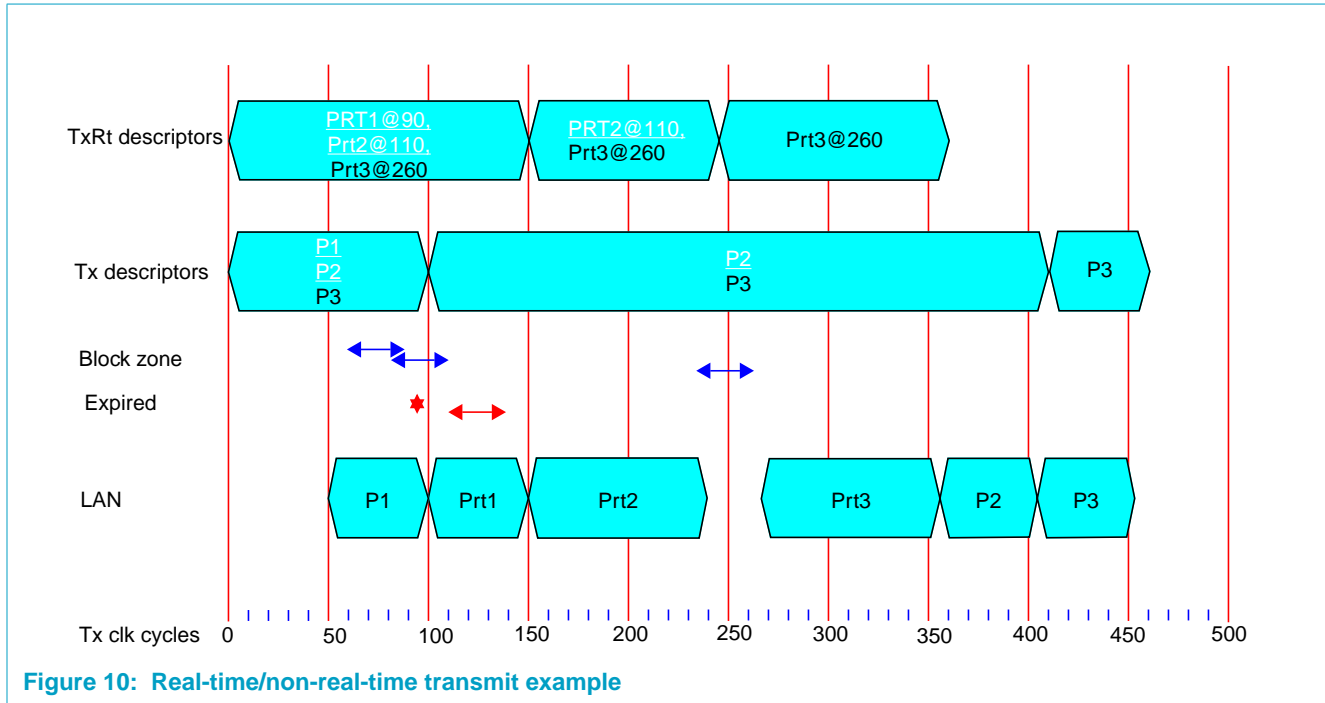 TxRt descriptors
PRT1@90,
Prt2@110,
Prt3@260
PRT2@110,
Prt3@260
Prt3@260
Tx descriptors
P1
P2
P3
P2
P3
P3
Block zone
Expired
LAN
P1
Prt1
Prt2
Prt3
P2
P3
Tx clk cycles
0 50 100 150 200 250 300 350 400 450 500
Figure 10: Real-time/non-real-time transmit example